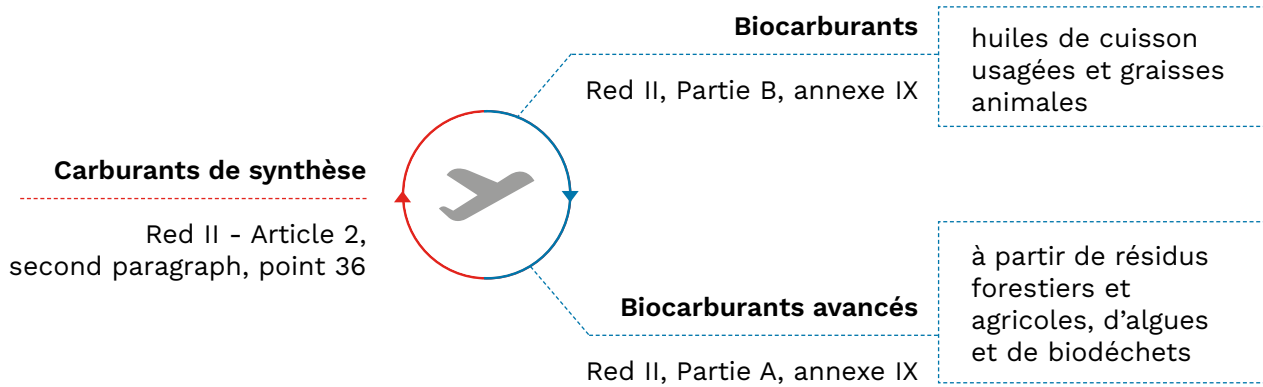 Biocarburants
Red II, Partie B, annexe IX
huiles de cuisson
usagées et graisses
animales
Carburants de synthèse
Red II - Article 2,
second paragraph, point 36
Biocarburants avancés
Red II, Partie A, annexe IX
à partir de résidus
forestiers et
agricoles, d’algues
et de biodéchets